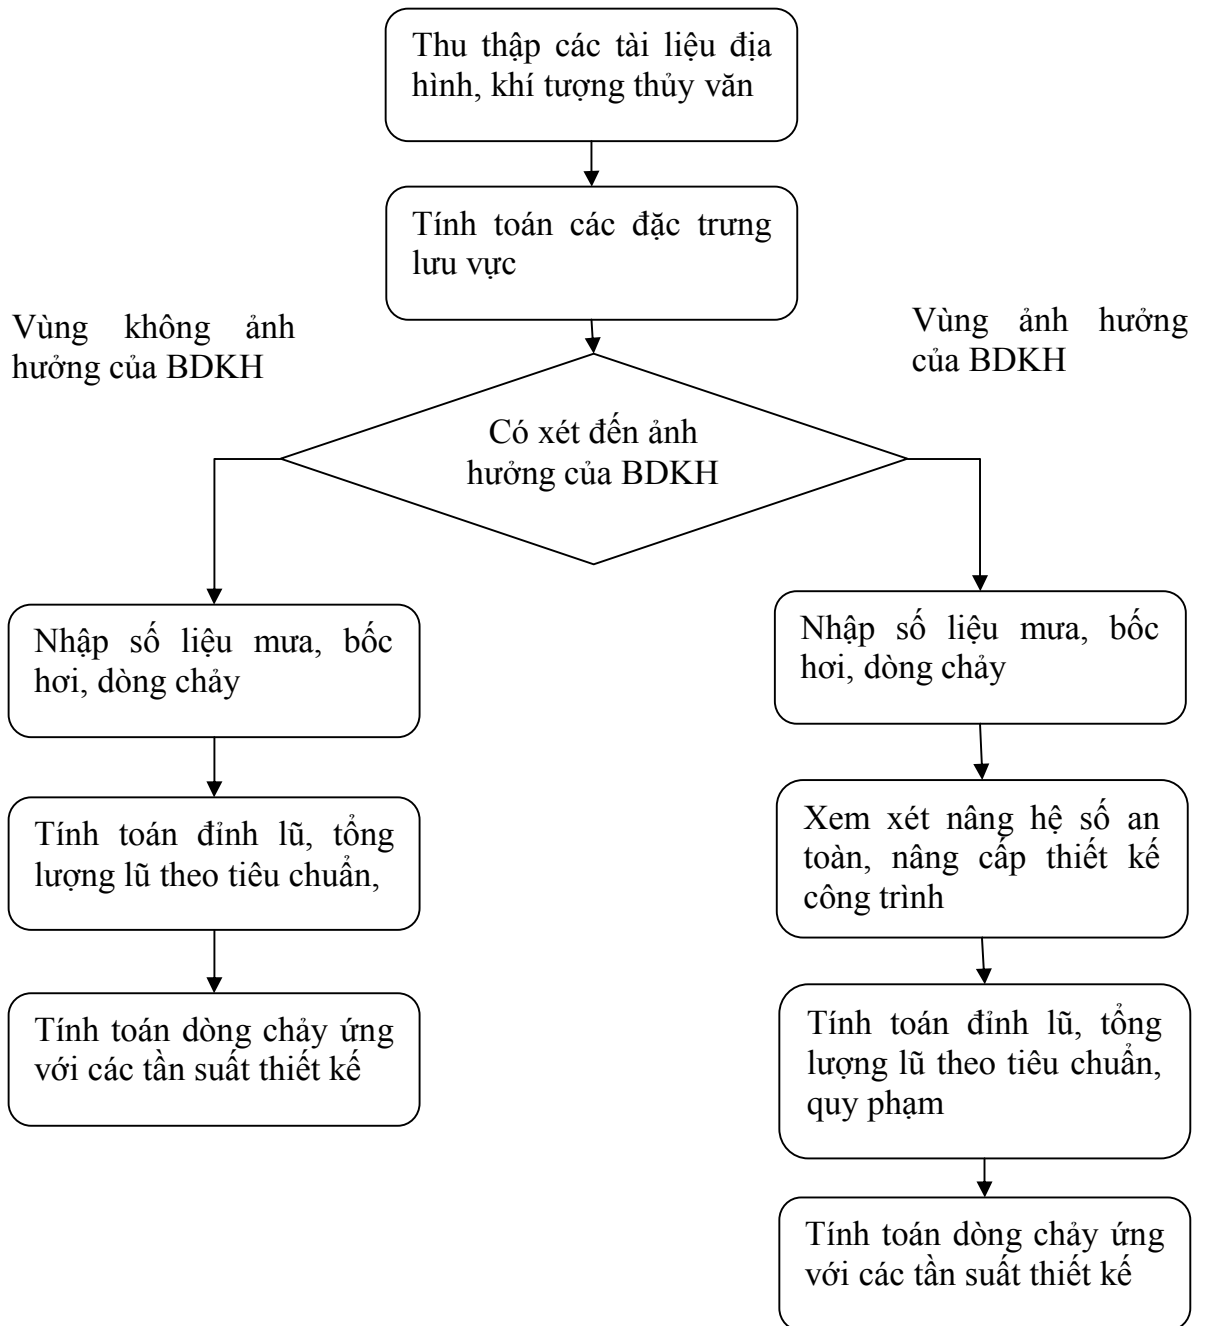 Thu thập các tài liệu địa
hình, khí tượng thủy văn
Tính toán các đặc trưng
lưu vực
Vùng không ảnh
hưởng của BDKH
Vùng ảnh hưởng
của BDKH
Có xét đến ảnh
hưởng của BDKH
Nhập số liệu mưa, bốc
hơi, dòng chảy
Tính toán đỉnh lũ, tổng
lượng lũ theo tiêu chuẩn,
Tính toán dòng chảy ứng
với các tần suất thiết kế
Nhập số liệu mưa, bốc
hơi, dòng chảy
Xem xét nâng hệ số an
toàn, nâng cấp thiết kế
công trình
Tính toán đỉnh lũ, tổng
lượng lũ theo tiêu chuẩn,
quy phạm
Tính toán dòng chảy ứng
với các tần suất thiết kế